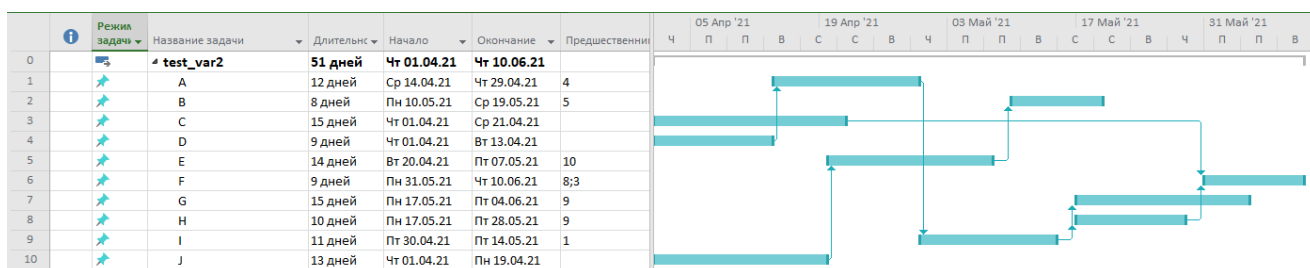 05 Апр '21 19 Апр '21 03 Май '21 17 Май '21 31 Май '21
Режим задачи Название задачи Длительнс Начало Окончание Предшественни Ч П П В С С В Ч П П В С С В Ч П П В
0 test_var2 51 дней Чт 01.04.21 Чт 10.06.21
1 A 12 дней Ср 14.04.21 Чт 29.04.21 4
2 B 8 дней Пн 10.05.21 Ср 19.05.21 5
3 C 15 дней Чт 01.04.21 Ср 21.04.21
4 D 9 дней Чт 01.04.21 Вт 13.04.21
5 E 14 дней Вт 20.04.21 Пт 07.05.21 10
6 F 9 дней Пн 31.05.21 Чт 10.06.21 8;3
7 G 15 дней Пн 17.05.21 Пт 04.06.21 9
8 H 10 дней Пн 17.05.21 Пт 28.05.21 9
9 I 11 дней Пт 30.04.21 Пт 14.05.21 1
10 J 13 дней Чт 01.04.21 Пн 19.04.21